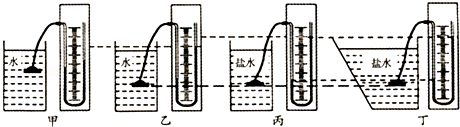 水 水 盐水 盐水
甲 乙 丙 丁